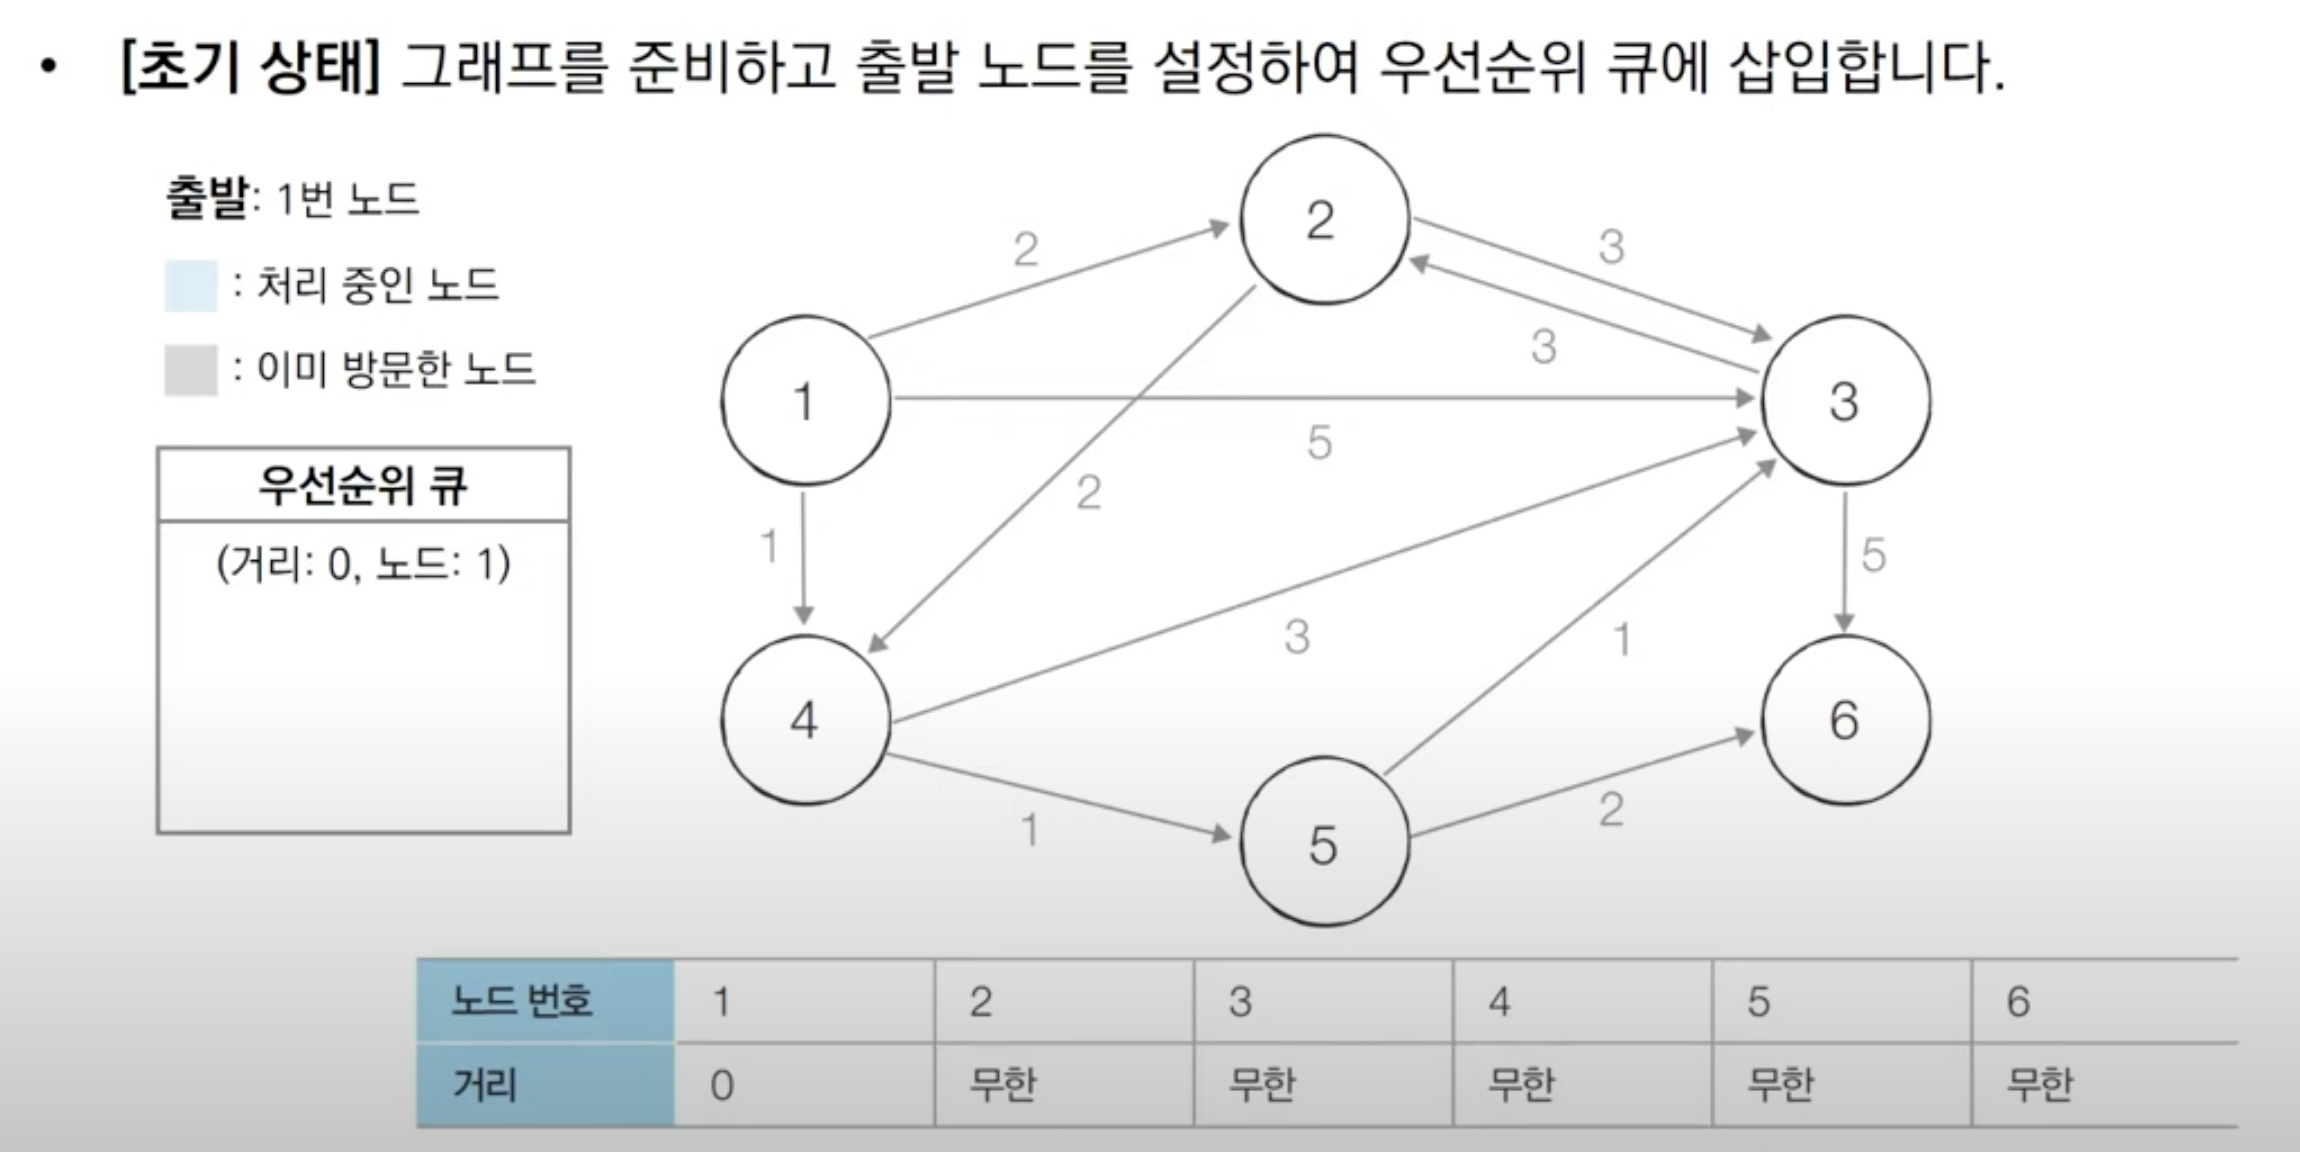 • [초기 상태] 그래프를 준비하고 출발 노드를 설정하여 우선순위 큐에 삽입합니다.
출발: 1번 노드
: 처리 중인 노드
: 이미 방문한 노드
우선순위 큐
(거리: 0, 노드: 1)
2
2
3
3
1
3
5
2
1
5
3
1
4
6
1
5
2
노드 번호 1 2 3 4 5 6
거리 0 무한 무한 무한 무한 무한